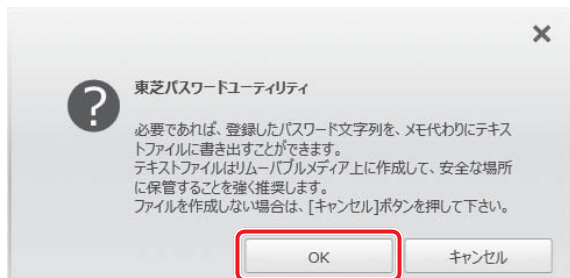 東芝パスワードユーティリティ
必要であれば、登録したパスワード文字列を、メモ代わりにテキス
トファイルに書き出すことができます。
テキストファイルはリムーバブルメディア上に作成して、安全な場所
に保管することを強く推奨します。
ファイルを作成しない場合は、[キャンセル]ボタンを押して下さい。
OK
キャンセル